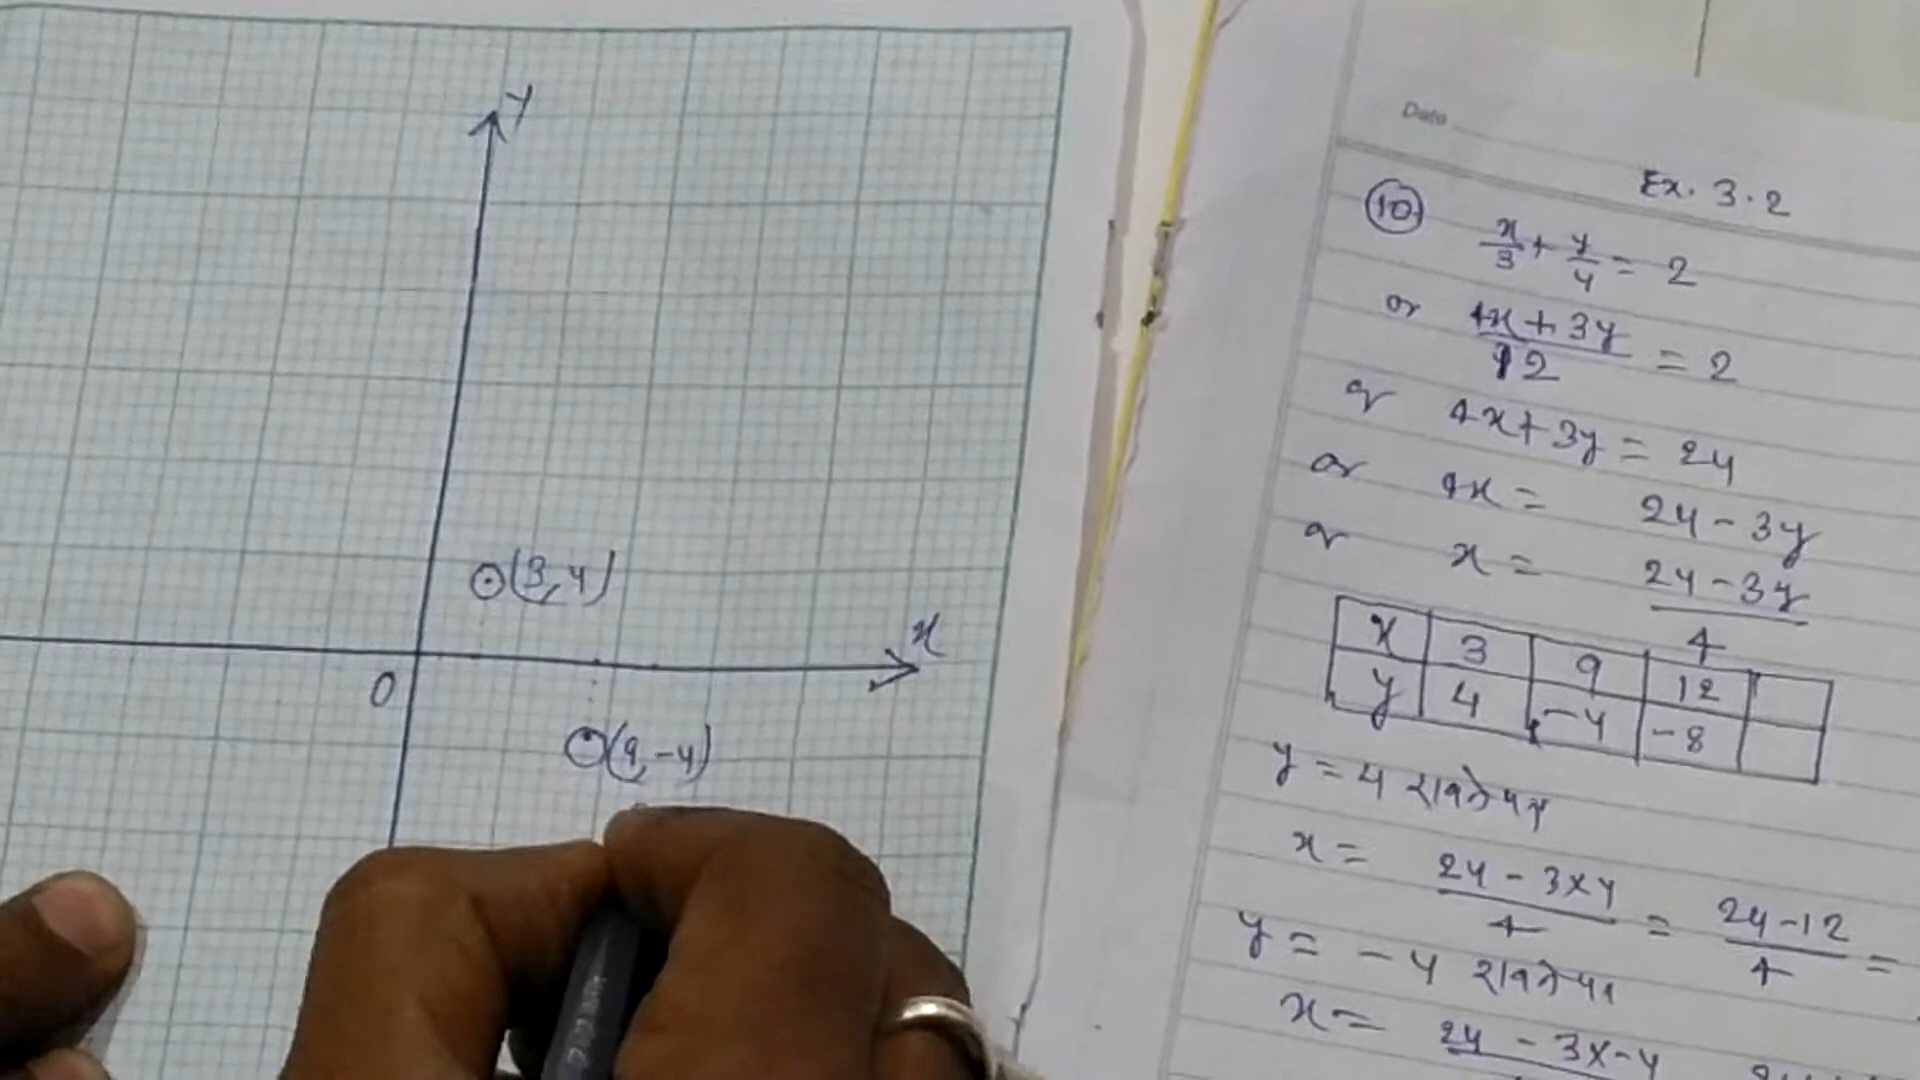 y
(3, 4)
x
0
(9, -4)
Date
Ex. 3.2
(10) x/3 + y/4 = 2
or (4x + 3y)/12 = 2
or 4x + 3y = 24
or 4x = 24 - 3y
or x = (24 - 3y)/4
x 3 9 12
y 4 -4 -8
y = 4 रखने पर
x = (24 - 3×4)/4 = (24 - 12)/4 =
y = -4 रखने पर
x = 24 - 3×-4